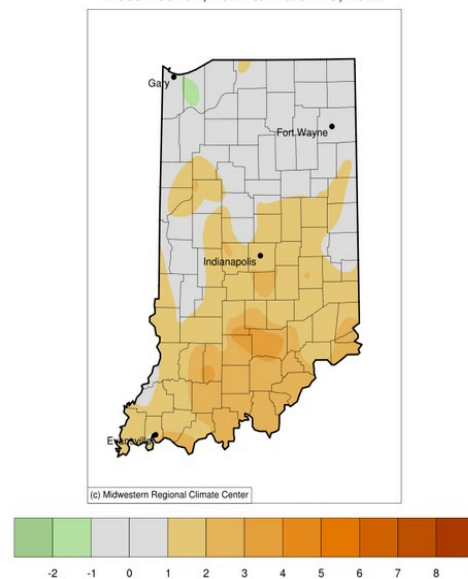 Gary
Fort Wayne
Indianapolis
Evansville
(c) Midwestern Regional Climate Center
-2 -1 0 1 2 3 4 5 6 7 8